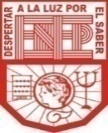 DESPERTAR
A LA LUZ POR
EL SABER
ENP